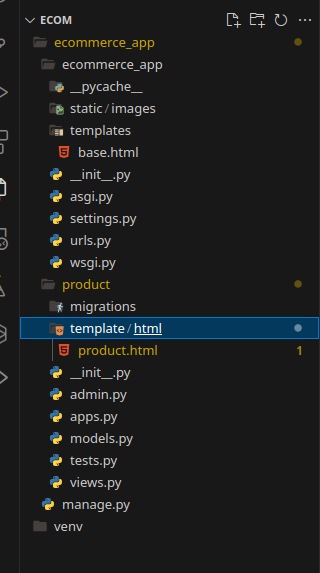 ECOM
ecommerce_app
ecommerce_app
__pycache__
static / images
templates
base.html
__init__.py
asgi.py
settings.py
urls.py
wsgi.py
product
migrations
template / html
product.html 1
__init__.py
admin.py
apps.py
models.py
tests.py
views.py
manage.py
venv